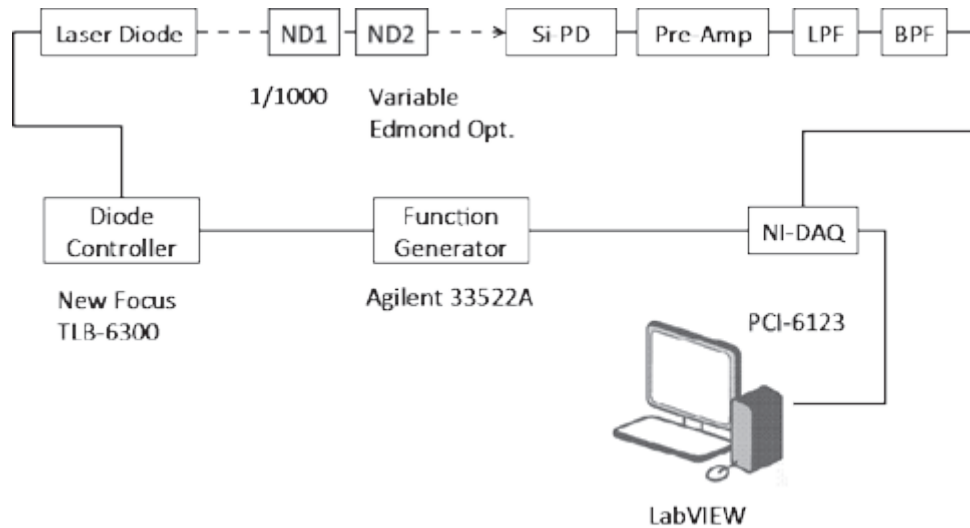 Laser Diode
ND1
ND2
Si-PD
Pre-Amp
LPF
BPF
1/1000
Variable
Edmond Opt.
Diode
Controller
Function
Generator
NI-DAQ
New Focus
TLB-6300
Agilent 33522A
PCI-6123
LabVIEW